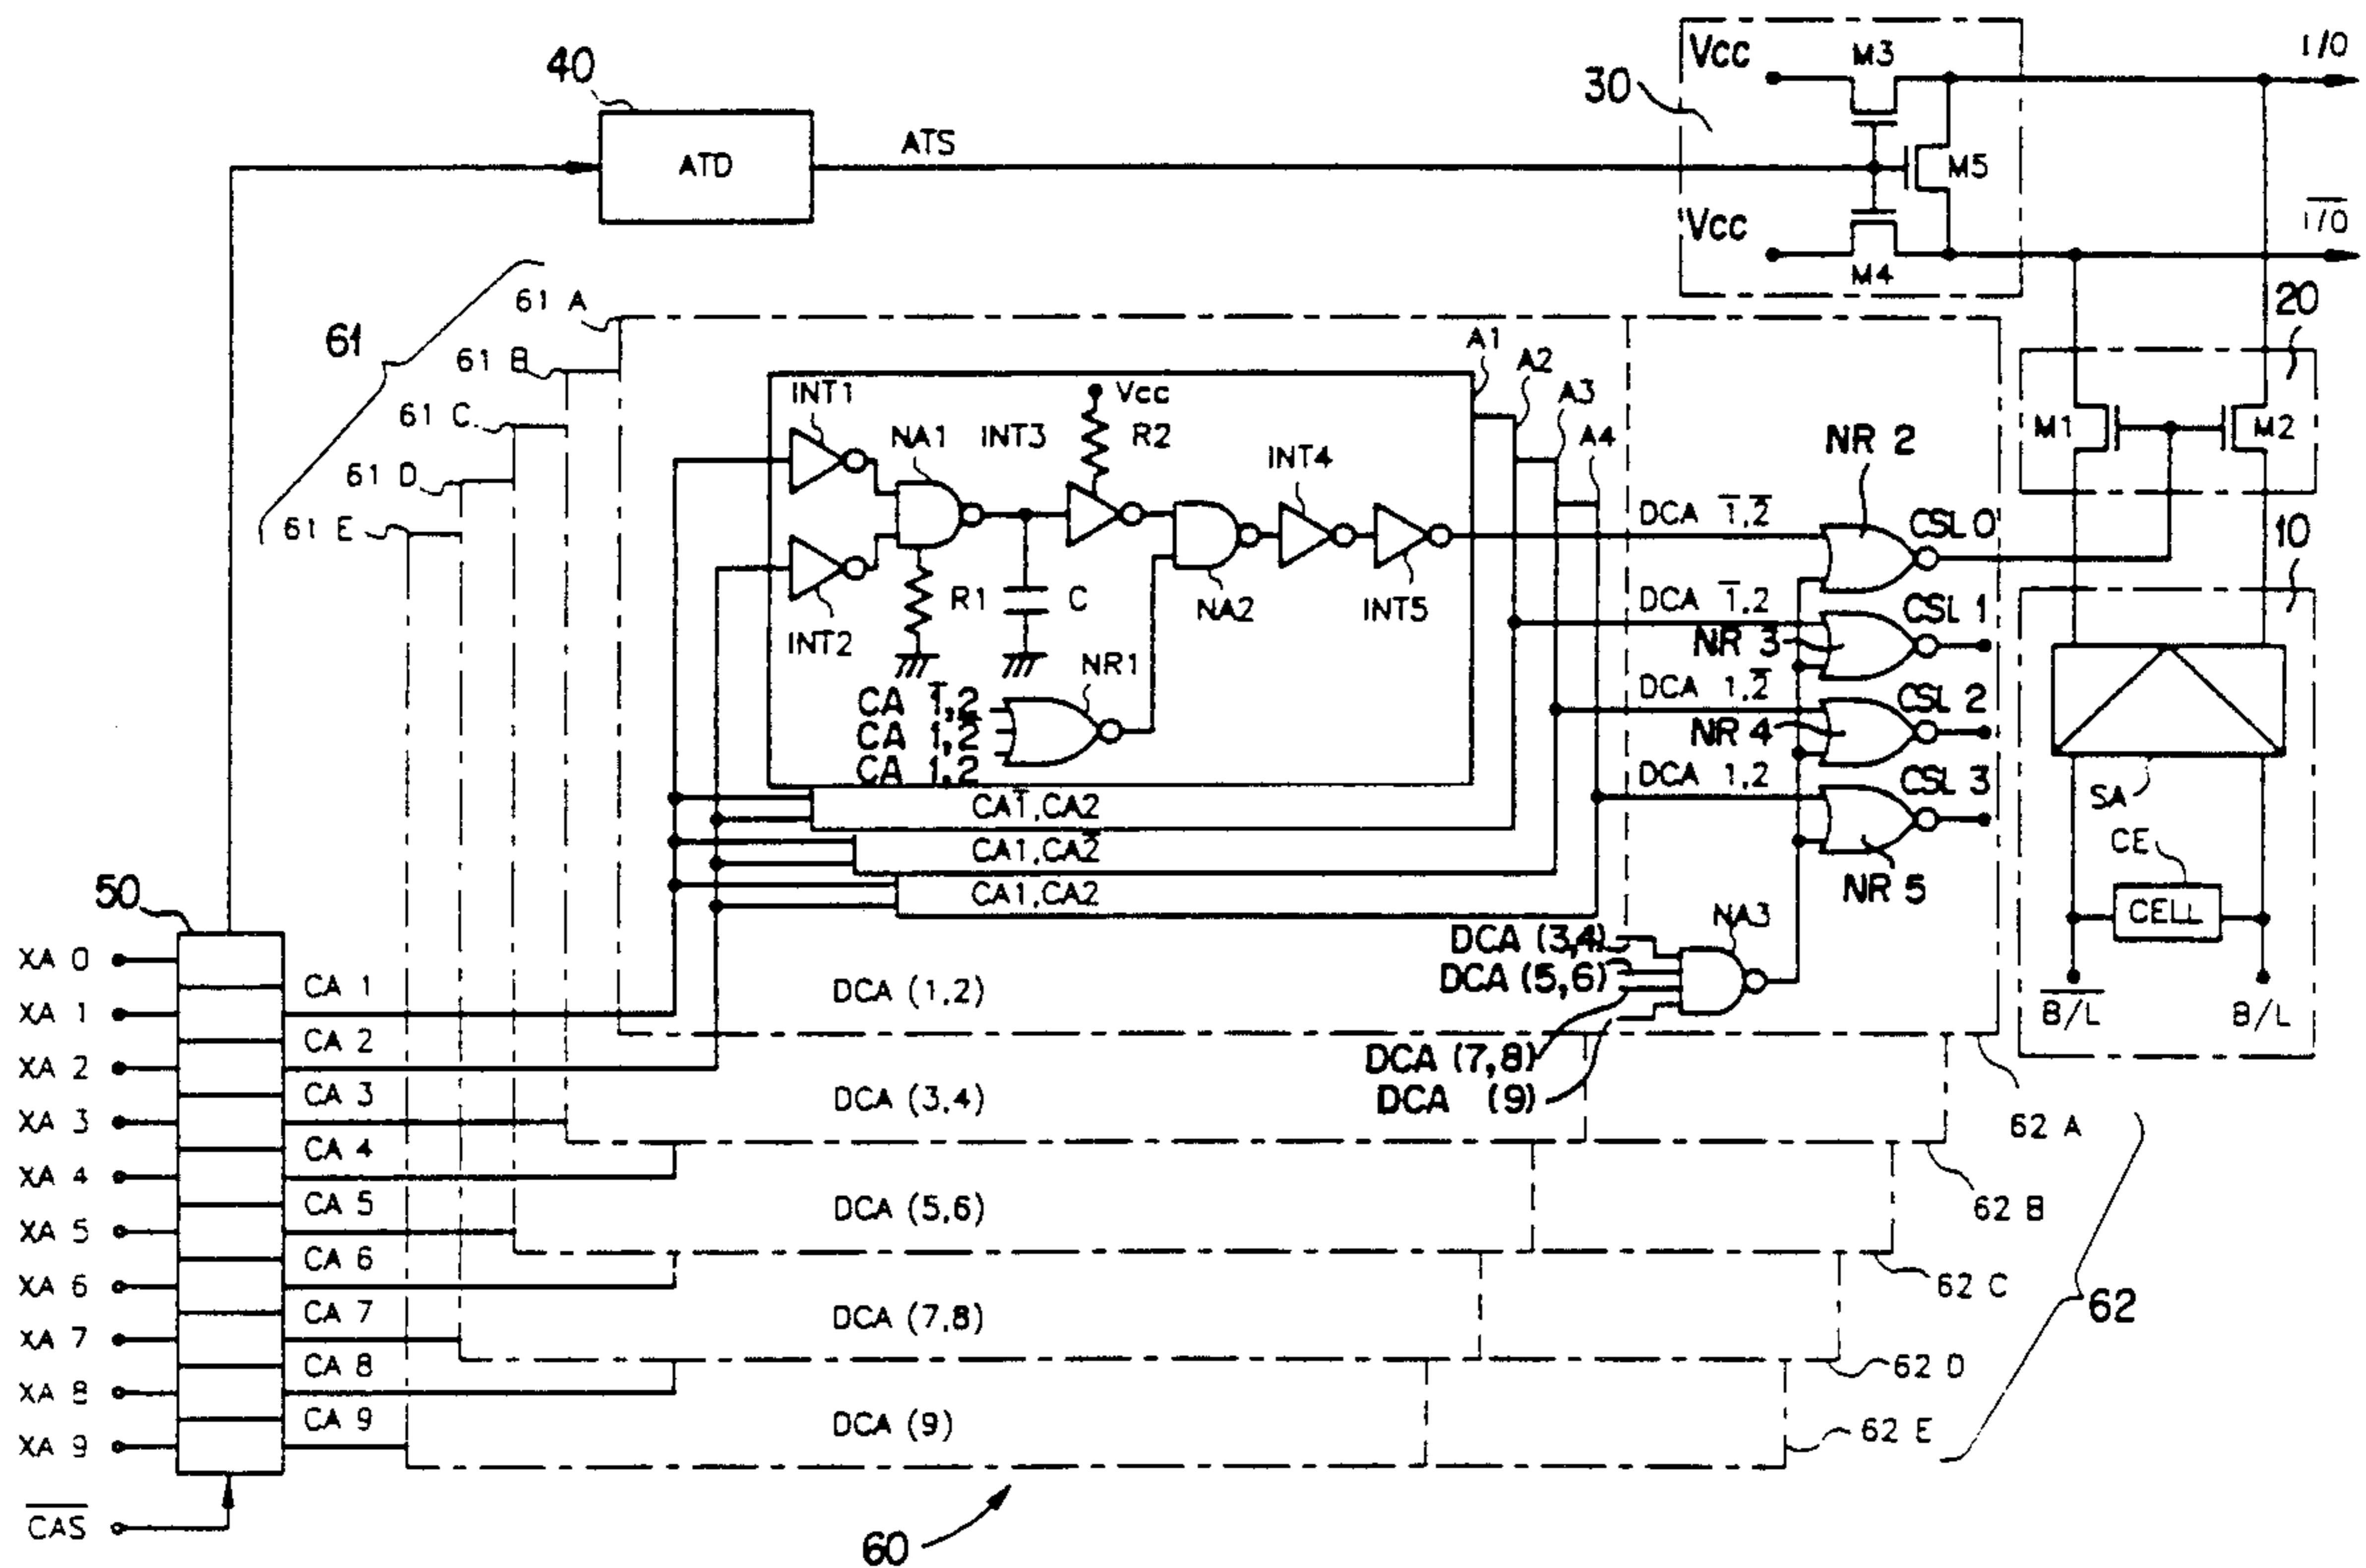 40
ATD
ATS
30
Vcc
M3
I/O
M5
Vcc
M4
I̅/̅O̅
20
M1
M2
10
61
61 A
61 B
61 C
61 D
61 E
A1
A2
A3
A4
INT1
INT2
NA1
INT3
Vcc
R2
R1
C
NA2
INT4
INT5
NR1
CA 1̅,2
CA 1,2̅
CA 1,2
CA1̅,CA2
CA1,CA2̅
CA1,CA2
DCA 1̅,2̅
NR 2
CSL 0
DCA 1̅,2
NR 3
CSL 1
DCA 1,2̅
NR 4
CSL 2
DCA 1,2
NR 5
CSL 3
SA
CE
CELL
B̅/̅L̅
B/L
NA3
DCA (3,4)
DCA (5,6)
DCA (7,8)
DCA (9)
50
XA 0
XA 1
XA 2
XA 3
XA 4
XA 5
XA 6
XA 7
XA 8
XA 9
C̅A̅S̅
CA 1
CA 2
CA 3
CA 4
CA 5
CA 6
CA 7
CA 8
CA 9
DCA (1,2)
DCA (3,4)
DCA (5,6)
DCA (7,8)
DCA (9)
62 A
62 B
62 C
62 D
62 E
62
60